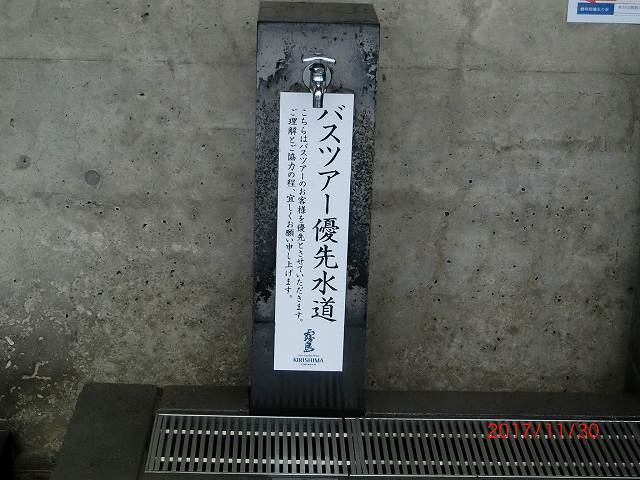 バスツアー優先水道
こちらはバスツアーのお客様を優先とさせていただきます。
ご理解とご協力の程、宜しくお願い申し上げます。
霧島
KIRISHIMA
2017/11/30